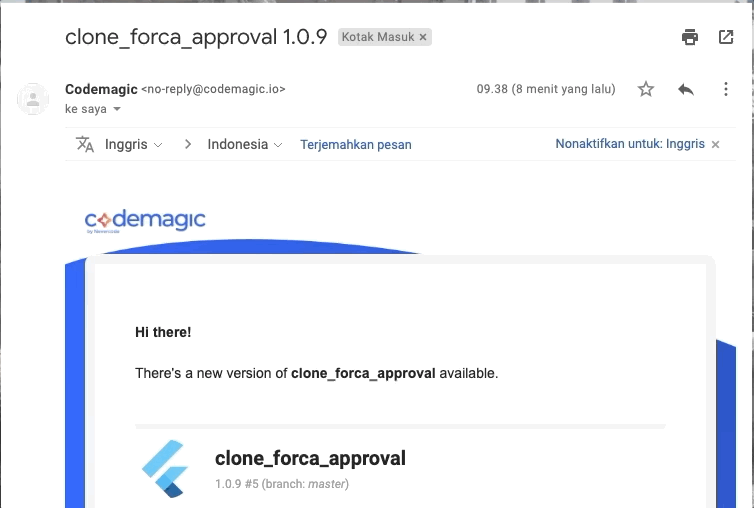 clone_forca_approval 1.0.9 Kotak Masuk ×
Codemagic <no-reply@codemagic.io> 09.38 (8 menit yang lalu)
ke saya
Inggris > Indonesia Terjemahkan pesan Nonaktifkan untuk: Inggris ×
codemagic
by Nevercode
Hi there!
There's a new version of clone_forca_approval available.
clone_forca_approval
1.0.9 #5 (branch: master)